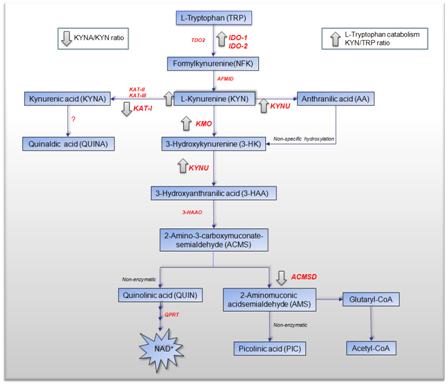 L-Tryptophan (TRP)
KYNA/KYN
ratio
TDO2
IDO-1
IDO-2
L-Tryptophan catabolism
KYN/TRP ratio
Formylkynurenine(NFK)
AFMID
Kynurenic acid (KYNA)
KAT-II
KAT-III
KAT-I
L-Kynurenine (KYN)
KYNU
Anthranilic acid (AA)
?
KMO
Non-specific hydroxylation
Quinaldic acid (QUINA)
3-Hydroxykynurenine (3-HK)
KYNU
3-Hydroxyanthranilic acid (3-HAA)
3-HAAO
2-Amino-3-carboxymuconate-
semialdehyde (ACMS)
Non-enzymatic
ACMSD
Quinolinic acid (QUIN)
2-Aminomuconic
acidsemialdehyde (AMS)
Glutaryl-CoA
QPRT
Non-enzymatic
NAD+
Picolinic acid (PIC)
Acetyl-CoA